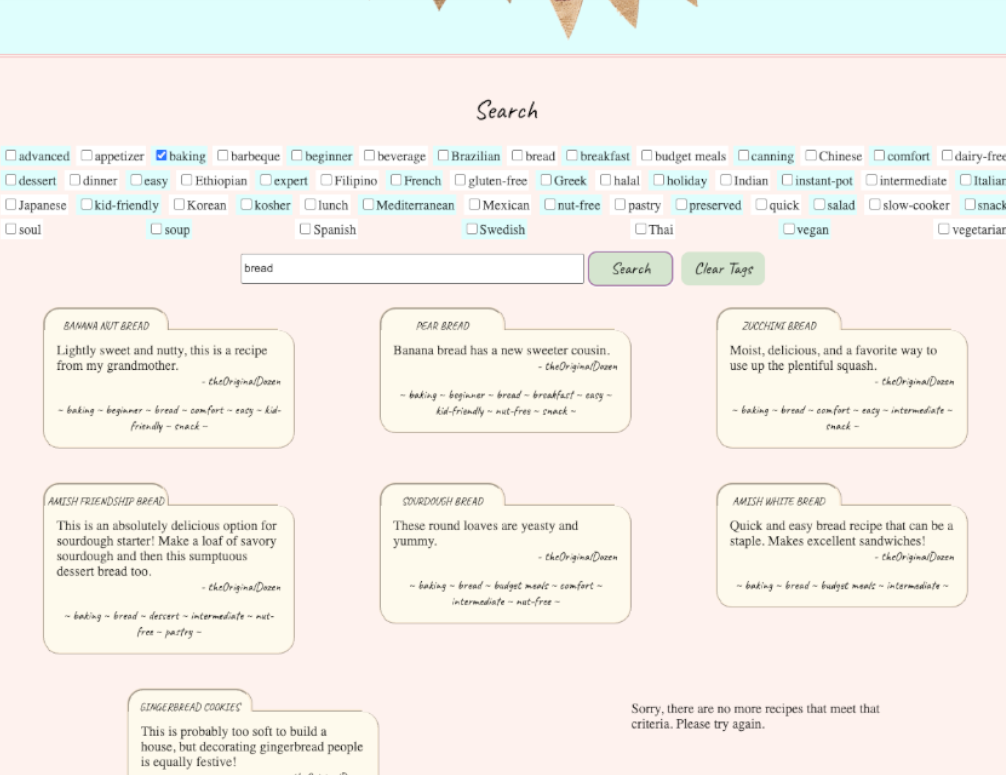 Search
advanced appetizer baking barbeque beginner beverage Brazilian bread breakfast budget meals canning Chinese comfort dairy-free
dessert dinner easy Ethiopian expert Filipino French gluten-free Greek halal holiday Indian instant-pot intermediate Italian
Japanese kid-friendly Korean kosher lunch Mediterranean Mexican nut-free pastry preserved quick salad slow-cooker snack
soul soup Spanish Swedish Thai vegan vegetarian
bread Search Clear Tags
BANANA NUT BREAD
Lightly sweet and nutty, this is a recipe
from my grandmother.
- theOriginalDozen
~ baking ~ beginner ~ bread ~ comfort ~ easy ~ kid-
friendly ~ snack ~
PEAR BREAD
Banana bread has a new sweeter cousin.
- theOriginalDozen
~ baking ~ beginner ~ bread ~ breakfast ~ easy ~
kid-friendly ~ nut-free ~ snack ~
ZUCCHINI BREAD
Moist, delicious, and a favorite way to
use up the plentiful squash.
- theOriginalDozen
~ baking ~ bread ~ comfort ~ easy ~ intermediate ~
snack ~
AMISH FRIENDSHIP BREAD
This is an absolutely delicious option for
sourdough starter! Make a loaf of savory
sourdough and then this sumptuous
dessert bread too.
- theOriginalDozen
~ baking ~ bread ~ dessert ~ intermediate ~ nut-
free ~ pastry ~
SOURDOUGH BREAD
These round loaves are yeasty and
yummy.
- theOriginalDozen
~ baking ~ bread ~ budget meals ~ comfort ~
intermediate ~ nut-free ~
AMISH WHITE BREAD
Quick and easy bread recipe that can be a
staple. Makes excellent sandwiches!
- theOriginalDozen
~ baking ~ bread ~ budget meals ~ intermediate ~
GINGERBREAD COOKIES
This is probably too soft to build a
house, but decorating gingerbread people
is equally festive!
Sorry, there are no more recipes that meet that
criteria. Please try again.